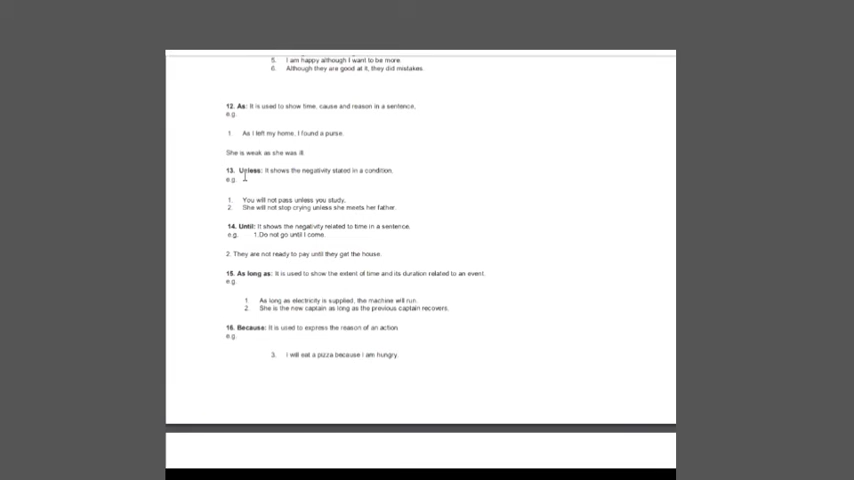 5. I am happy although I want to be more.
6. Although they are good at it, they did mistakes.
12. As: It is used to show time, cause and reason in a sentence,
e.g.
1. As I left my home, I found a purse.
She is weak as she was ill
13. Unless: It shows the negativity stated in a condition.
e.g.
1. You will not pass unless you study.
2. She will not stop crying unless she meets her father.
14. Until: It shows the negativity related to time in a sentence.
e.g. 1.Do not go until I come.
2. They are not ready to pay until they get the house.
15. As long as: It is used to show the extent of time and its duration related to an event.
e.g.
1. As long as electricity is supplied, the machine will run.
2. She is the new captain as long as the previous captain recovers.
16. Because: It is used to express the reason of an action
e.g.
3. I will eat a pizza because I am hungry.